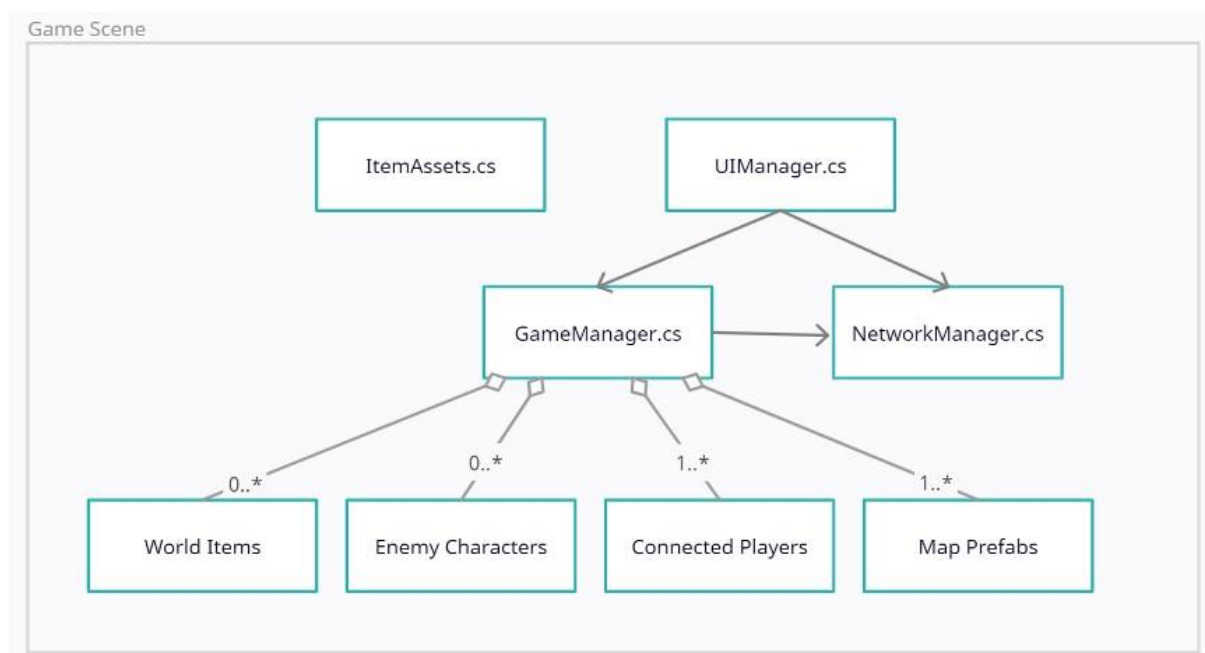 Game Scene
ItemAssets.cs
UIManager.cs
GameManager.cs
NetworkManager.cs
0..*
0..*
1..*
1..*
World Items
Enemy Characters
Connected Players
Map Prefabs